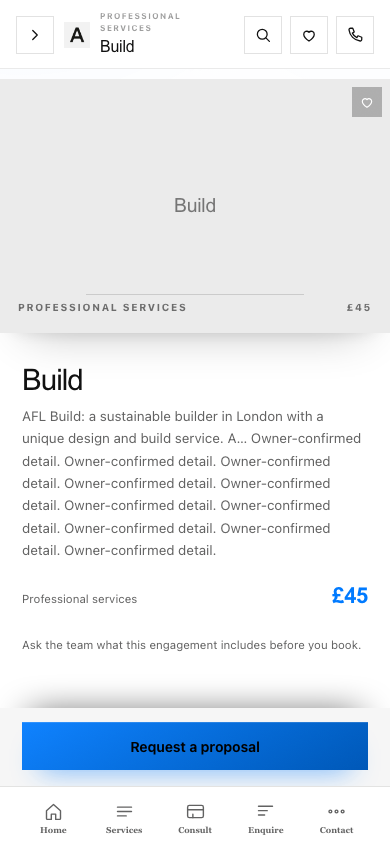 PROFESSIONAL
SERVICES
A
Build
Build
PROFESSIONAL SERVICES
£45
Build
AFL Build: a sustainable builder in London with a
unique design and build service. A... Owner-confirmed
detail. Owner-confirmed detail. Owner-confirmed
detail. Owner-confirmed detail. Owner-confirmed
detail. Owner-confirmed detail. Owner-confirmed
detail. Owner-confirmed detail. Owner-confirmed
detail. Owner-confirmed detail.
Professional services
£45
Ask the team what this engagement includes before you book.
Request a proposal
Home
Services
Consult
Enquire
Contact